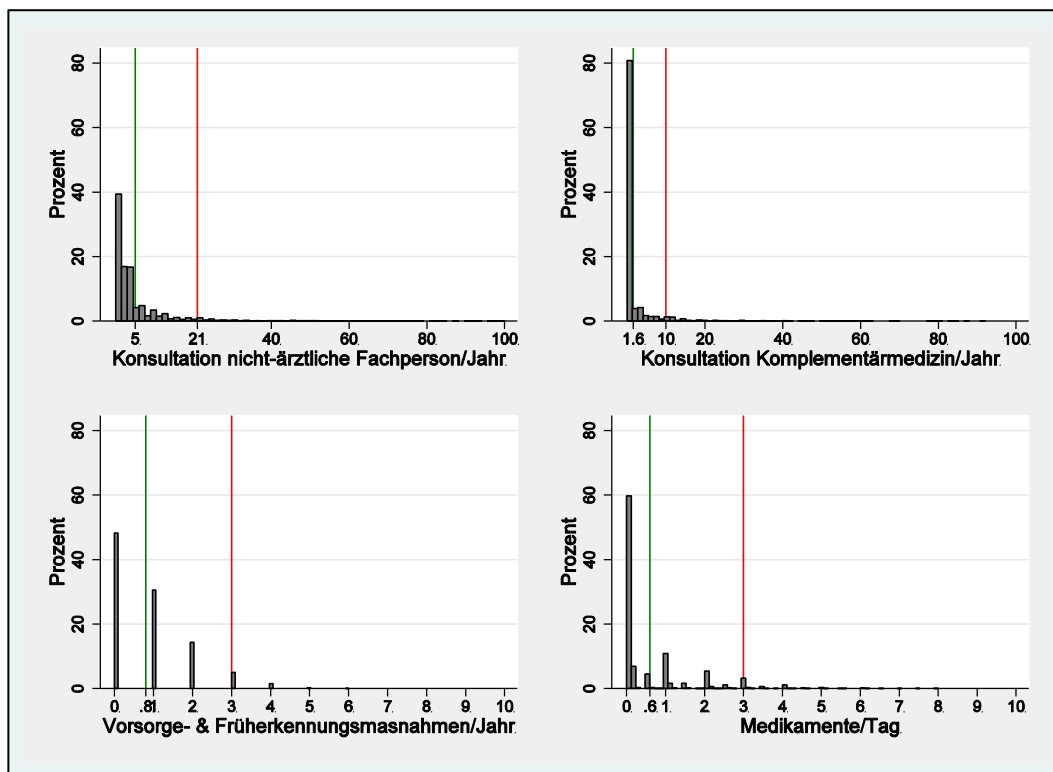 Prozent
80
60
40
20
0
5. 21. 40. 60. 80. 100.
Konsultation nicht-ärztliche Fachperson/Jahr.
Prozent
80
60
40
20
0
1.6. 10. 20. 40. 60. 80. 100.
Konsultation Komplementärmedizin/Jahr.
Prozent
80
60
40
20
0
0. .8 1. 2. 3. 4. 5. 6. 7. 8. 9. 10.
Vorsorge- & Früherkennungsmasnahmen/Jahr.
Prozent
80
60
40
20
0
0. .6. 1. 2. 3. 4. 5. 6. 7. 8. 9. 10.
Medikamente/Tag.